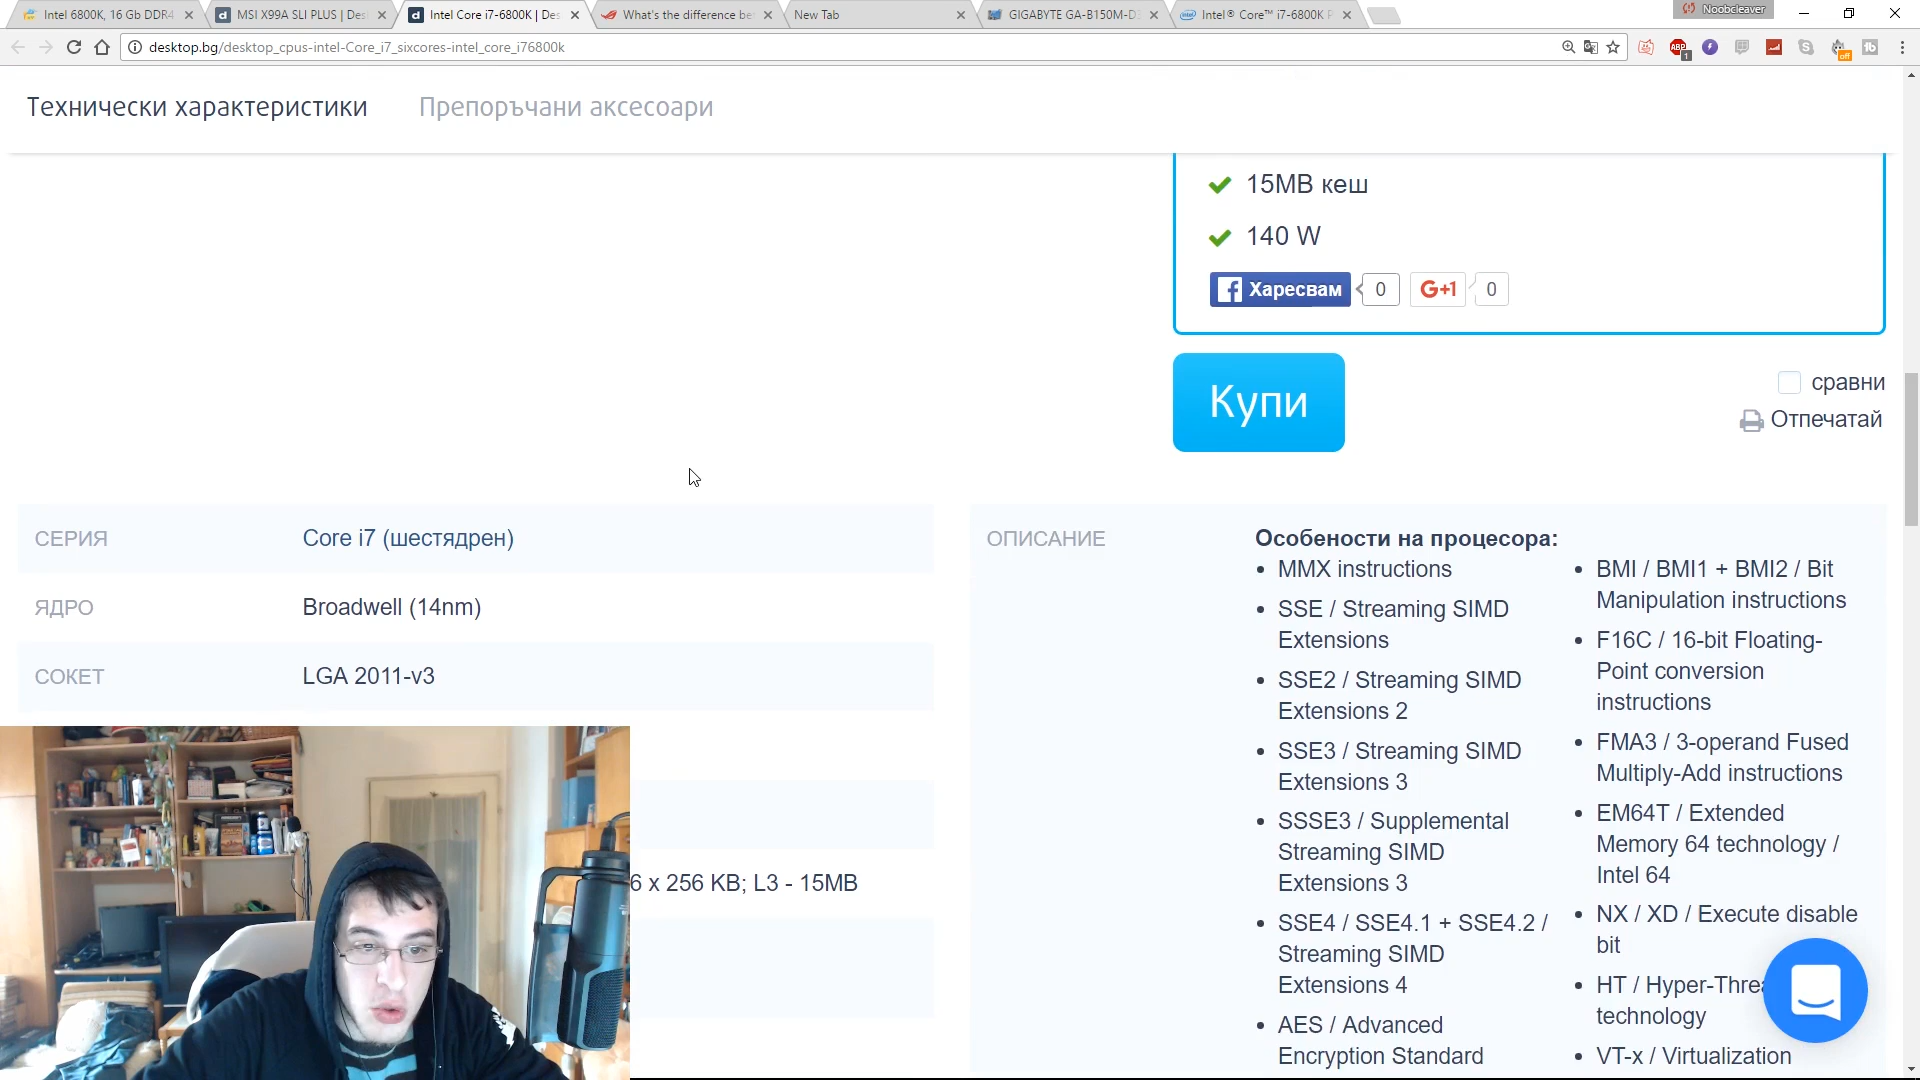 Intel 6800K, 16 Gb DDR4
MSI X99A SLI PLUS | Des
Intel Core i7-6800K | Des
What's the difference be
New Tab
GIGABYTE GA-B150M-D3
Intel® Core™ i7-6800K P
Noobcleaver
desktop.bg/desktop_cpus-intel-Core_i7_sixcores-intel_core_i76800k
ABP
1
off
Технически характеристики
Препоръчани аксесоари
15MB кеш
140 W
Харесвам
0
G+1
0
Купи
сравни
Отпечатай
СЕРИЯ
Core i7 (шестядрен)
ЯДРО
Broadwell (14nm)
СОКЕТ
LGA 2011-v3
6 x 256 KB; L3 - 15MB
ОПИСАНИЕ
Особености на процесора:
MMX instructions
SSE / Streaming SIMD
Extensions
SSE2 / Streaming SIMD
Extensions 2
SSE3 / Streaming SIMD
Extensions 3
SSSE3 / Supplemental
Streaming SIMD
Extensions 3
SSE4 / SSE4.1 + SSE4.2 /
Streaming SIMD
Extensions 4
AES / Advanced
Encryption Standard
BMI / BMI1 + BMI2 / Bit
Manipulation instructions
F16C / 16-bit Floating-
Point conversion
instructions
FMA3 / 3-operand Fused
Multiply-Add instructions
EM64T / Extended
Memory 64 technology /
Intel 64
NX / XD / Execute disable
bit
HT / Hyper-Threa
technology
VT-x / Virtualization